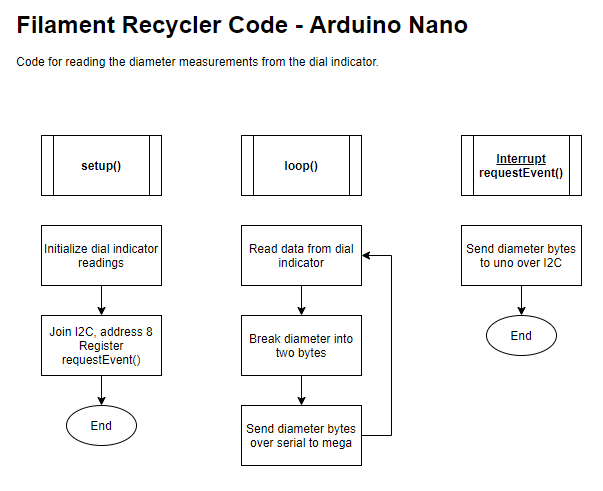 Filament Recycler Code - Arduino Nano
Code for reading the diameter measurements from the dial indicator.
setup()
Initialize dial indicator
readings
Join I2C, address 8
Register
requestEvent()
End
loop()
Read data from dial
indicator
Break diameter into
two bytes
Send diameter bytes
over serial to mega
Interrupt
requestEvent()
Send diameter bytes
to uno over I2C
End